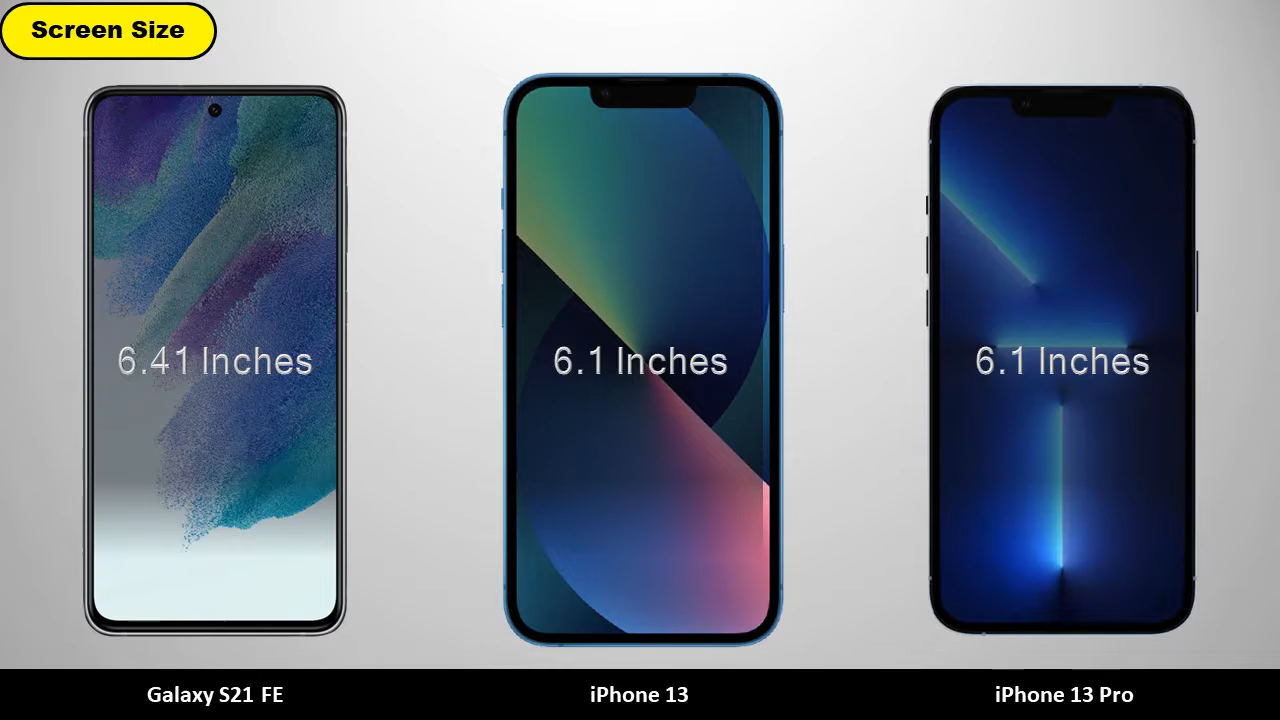 Screen Size
6.41 Inches
6.1 Inches
6.1 Inches
Galaxy S21 FE
iPhone 13
iPhone 13 Pro